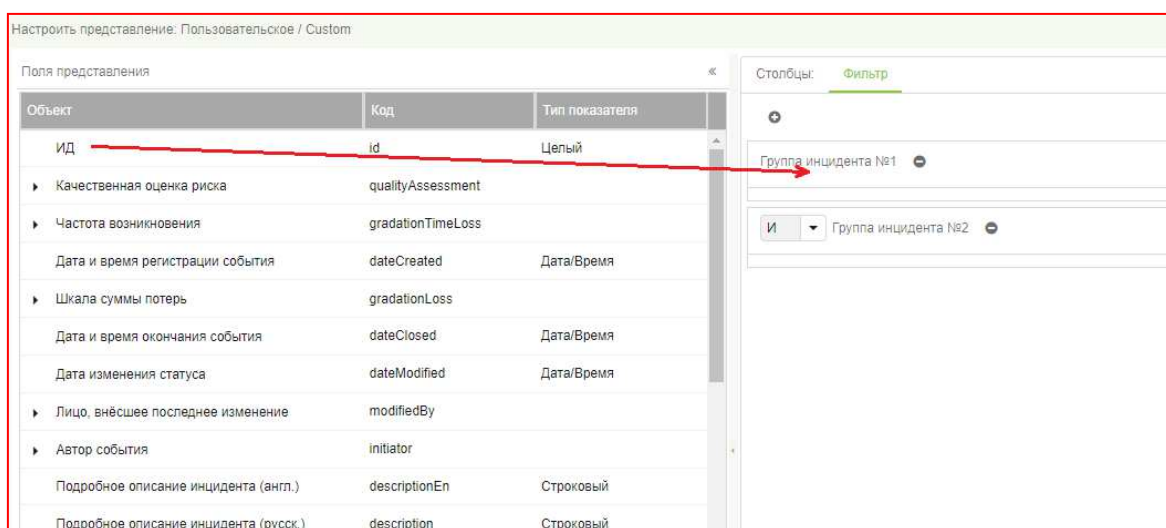 Настроить представление: Пользовательское / Custom
Поля представления «
Столбцы: Фильтр
Объект Код Тип показателя
ИД id Целый
Группа инцидента №1
Качественная оценка риска qualityAssessment
Частота возникновения gradationTimeLoss
И Группа инцидента №2
Дата и время регистрации события dateCreated Дата/Время
Шкала суммы потерь gradationLoss
Дата и время окончания события dateClosed Дата/Время
Дата изменения статуса dateModified Дата/Время
Лицо, внёсшее последнее изменение modifiedBy
Автор события initiator
Подробное описание инцидента (англ.) descriptionEn Строковый
Подробное описание инцидента (русск.) description Строковый